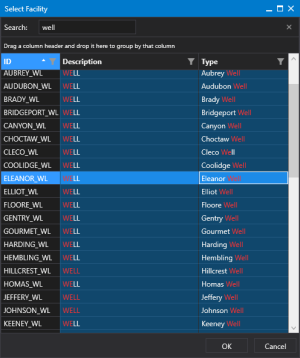 Select Facility
Search: well
Drag a column header and drop it here to group by that column
ID Description Type
AUBREY_WL WELL Aubrey Well
AUDUBON_WL WELL Audubon Well
BRADY_WL WELL Brady Well
BRIDGEPORT_WL WELL Bridgeport Well
CANYON_WL WELL Canyon Well
CHOCTAW_WL WELL Choctaw Well
CLECO_WL WELL Cleco Well
COOLIDGE_WL WELL Coolidge Well
ELEANOR_WL WELL Eleanor Well
ELLIOT_WL WELL Elliot Well
FLOORE_WL WELL Floore Well
GENTRY_WL WELL Gentry Well
GOURMET_WL WELL Gourmet Well
HARDING_WL WELL Harding Well
HEMBLING_WL WELL Hembling Well
HILLCREST_WL WELL Hillcrest Well
HOMAS_WL WELL Homas Well
JEFFERY_WL WELL Jeffery Well
JOHNSON_WL WELL Johnson Well
KEENEY_WL WELL Keeney Well
OK Cancel